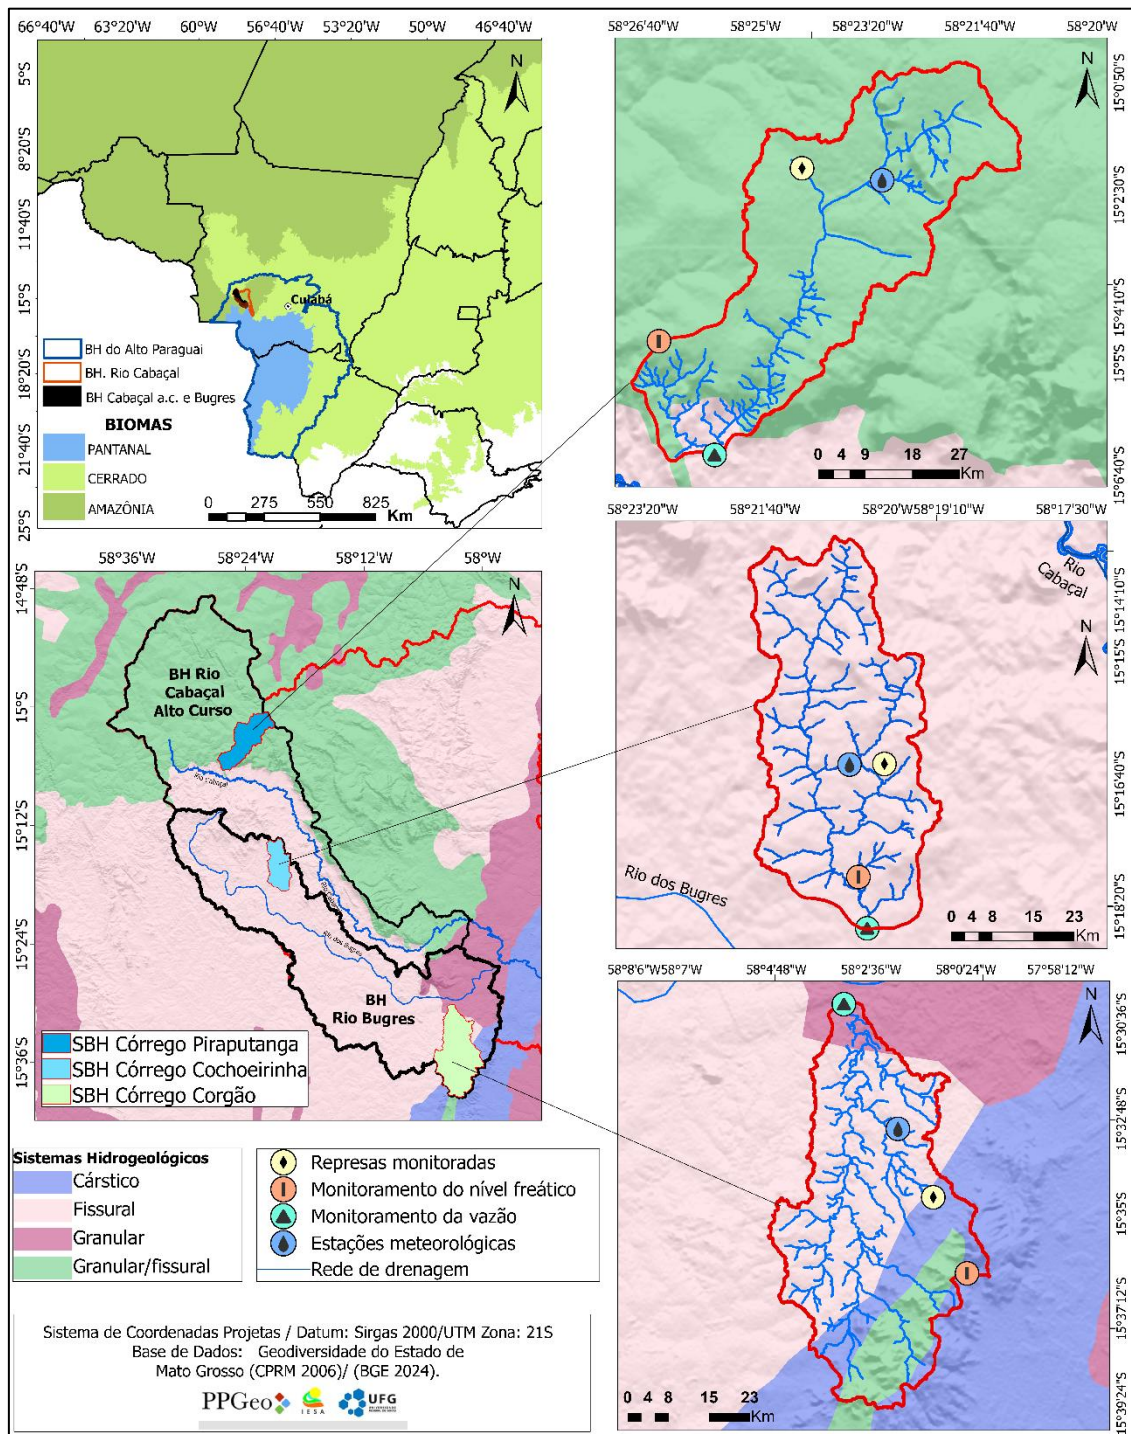 66°40'W 63°20'W 60°W 56°40'W 53°20'W 50°W 46°40'W
5°S
8°20'S
11°40'S
15°S
18°20'S
21°40'S
25°S
N
Cuiabá
BH do Alto Paraguai
BH. Rio Cabaçal
BH Cabaçal a.c. e Bugres
BIOMAS
PANTANAL
CERRADO
AMAZÔNIA
0 275 550 825
Km
58°26'40"W 58°25'W 58°23'20"W 58°21'40"W 58°20'W
N
15°0'50"S
15°2'30"S
15°4'10"S
15°5'S
15°6'40"S
0 4 9 18 27
Km
58°36'W 58°24'W 58°12'W 58°W
14°48'S
15°S
15°12'S
15°24'S
15°36'S
N
BH Rio
Cabaçal
Alto Curso
Rio Cabaçal
Rio Cabaçal
Rio dos Bugres
BH
Rio Bugres
SBH Córrego Piraputanga
SBH Córrego Cochoeirinha
SBH Córrego Corgão
58°23'20"W 58°21'40"W 58°20'W58°19'10"W 58°17'30"W
Rio
Cabaçal
N
15°14'10"S
15°15'S
15°16'40"S
15°18'20"S
Rio dos Bugres
0 4 8 15 23
Km
58°8'6"W58°7'W 58°4'48"W 58°2'36"W 58°0'24"W 57°58'12"W
N
15°30'36"S
15°32'48"S
15°35'S
15°37'12"S
15°39'24"S
0 4 8 15 23
Km
Sistemas Hidrogeológicos
Cárstico
Fissural
Granular
Granular/fissural
Represas monitoradas
Monitoramento do nível freático
Monitoramento da vazão
Estações meteorológicas
Rede de drenagem
Sistema de Coordenadas Projetas / Datum: Sirgas 2000/UTM Zona: 21S
Base de Dados: Geodiversidade do Estado de
Mato Grosso (CPRM 2006)/ (BGE 2024).
PPGeo IESA UFG